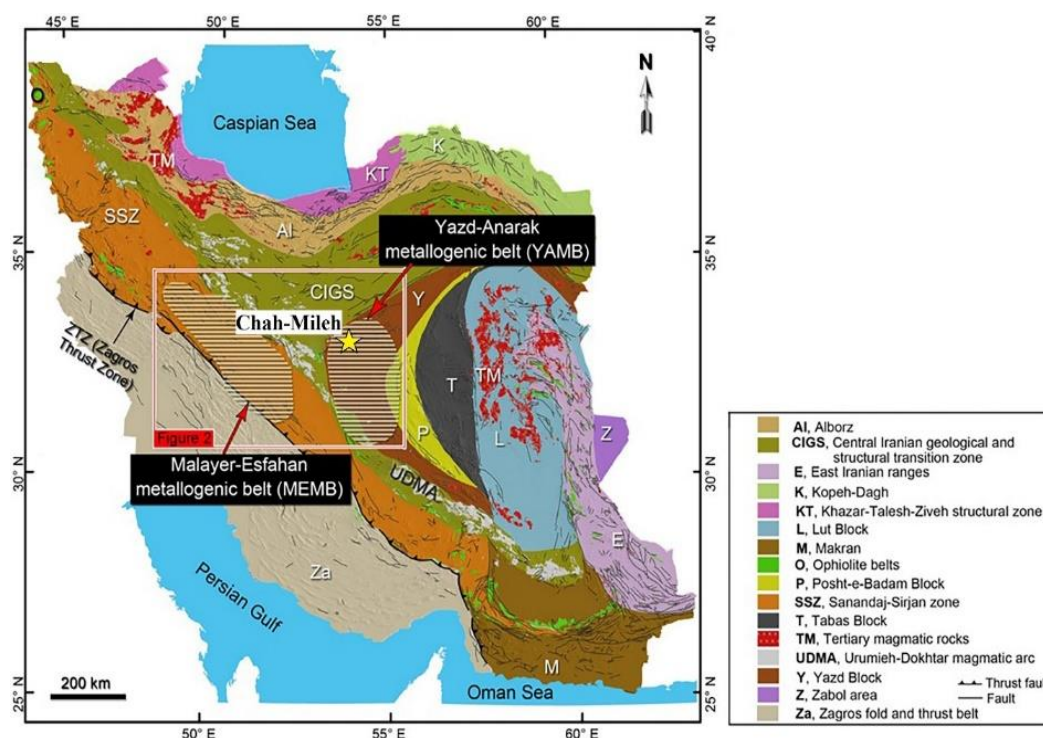 45° E
50° E
55° E
60° E
40° N
N
Caspian Sea
K
TM
KT
SSZ
Al
Yazd-Anarak
metallogenic belt (YAMB)
35° N
35° N
CIGS
Y
Chah-Mileh
ZTZ (Zagros
Thrust Zone)
T
TM
L
P
Z
Figure 2
Malayer-Esfahan
metallogenic belt (MEMB)
30° N
30° N
UDMA
E
Za
Persian Gulf
M
200 km
Oman Sea
25° N
25° N
50° E
55° E
60° E
Al, Alborz
CIGS, Central Iranian geological and
structural transition zone
E, East Iranian ranges
K, Kopeh-Dagh
KT, Khazar-Talesh-Ziveh structural zone
L, Lut Block
M, Makran
O, Ophiolite belts
P, Posht-e-Badam Block
SSZ, Sanandaj-Sirjan zone
T, Tabas Block
TM, Tertiary magmatic rocks
UDMA, Urumieh-Dokhtar magmatic arc
Y, Yazd Block
Z, Zabol area
Za, Zagros fold and thrust belt
Thrust fault
Fault